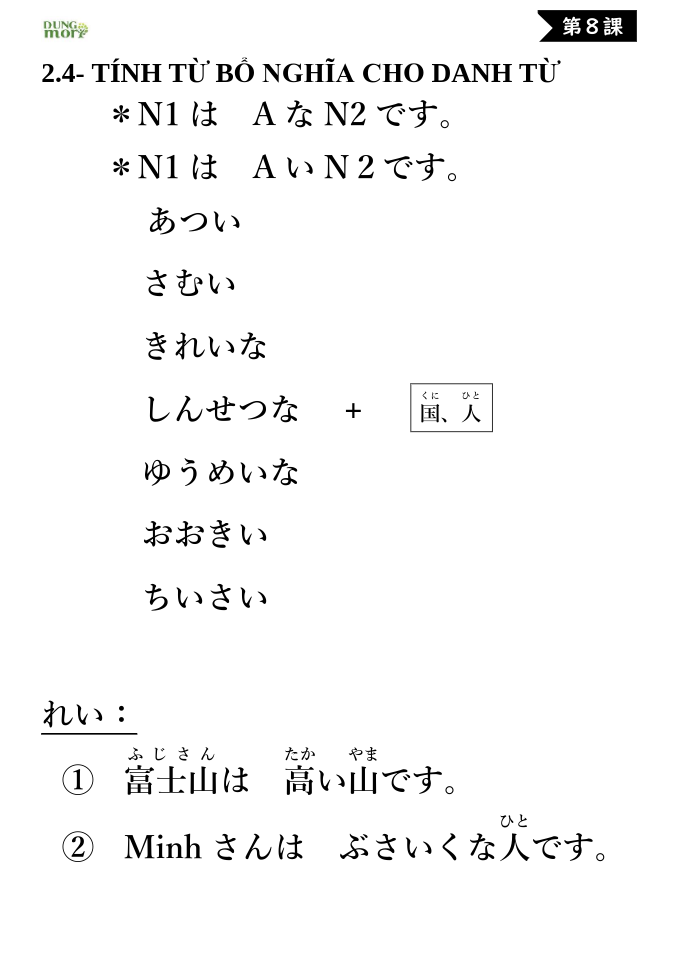 DUNG
mori
第８課
2.4- TÍNH TỪ BỔ NGHĨA CHO DANH TỪ
＊N1 は　A な N2 です。
＊N1 は　A い N２です。
あつい
さむい
きれいな
くに　ひと
しんせつな　+　国、人
ゆうめいな
おおきい
ちいさい
れい：
ふじさん　たか　やま
①　富士山は　高い山です。
ひと
②　Minh さんは　ぶさいくな人です。